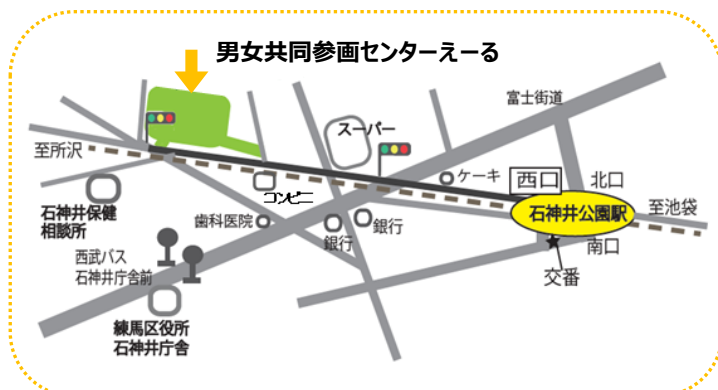 男女共同参画センターえーる
富士街道
スーパー
至所沢
ケーキ
西口
北口
コンビニ
石神井公園駅
至池袋
石神井保健
相談所
歯科医院
銀行
銀行
南口
西武バス
石神井庁舎前
交番
練馬区役所
石神井庁舎